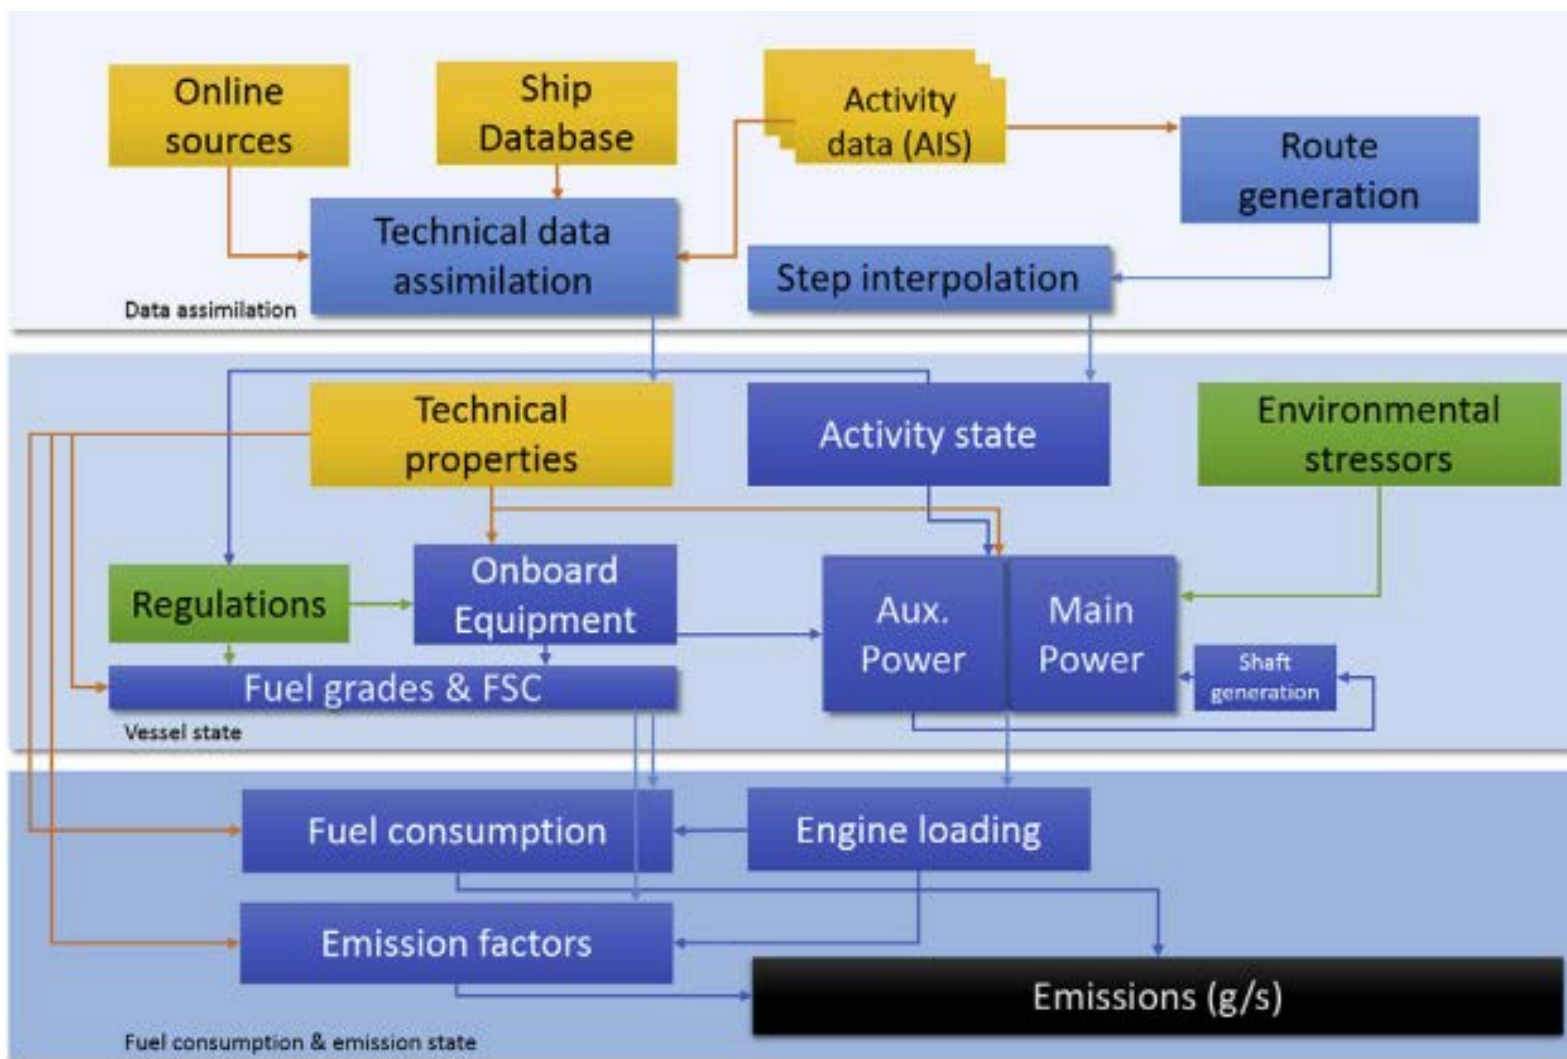 Online
sources
Ship
Database
Activity
data (AIS)
Route
generation
Technical data
assimilation
Step interpolation
Data assimilation
Technical
properties
Activity state
Environmental
stressors
Regulations
Onboard
Equipment
Aux.
Power
Main
Power
Shaft
generation
Fuel grades & FSC
Vessel state
Fuel consumption
Engine loading
Emission factors
Emissions (g/s)
Fuel consumption & emission state